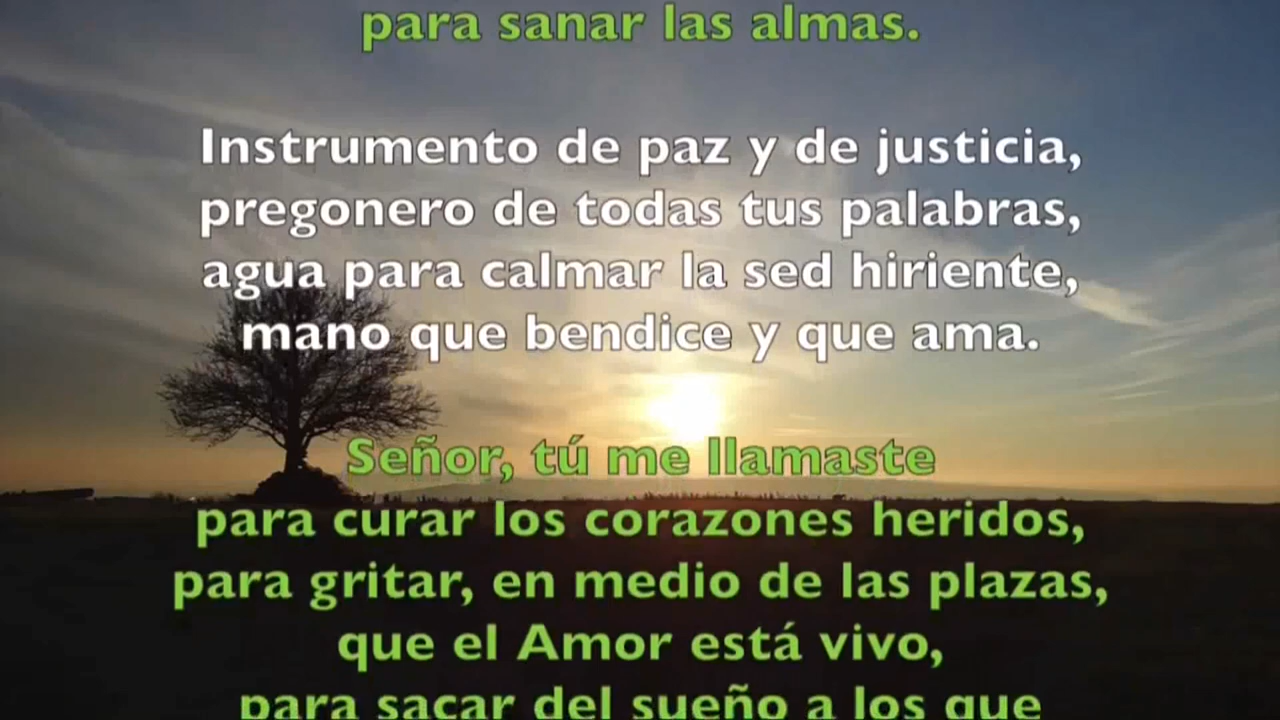 para sanar las almas.
Instrumento de paz y de justicia,
pregonero de todas tus palabras,
agua para calmar la sed hiriente,
mano que bendice y que ama.
Señor, tú me llamaste
para curar los corazones heridos,
para gritar, en medio de las plazas,
que el Amor está vivo,
para sacar del sueño a los que